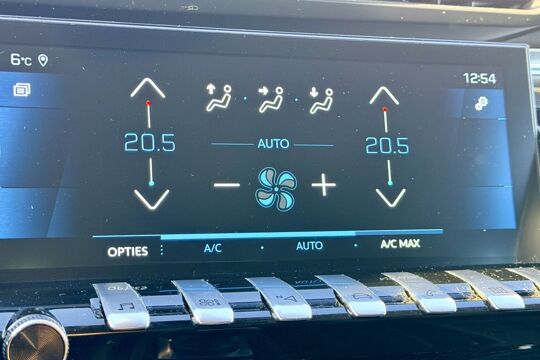 6°C 12:54
20.5 20.5
AUTO
OPTIES A/C AUTO A/C MAX